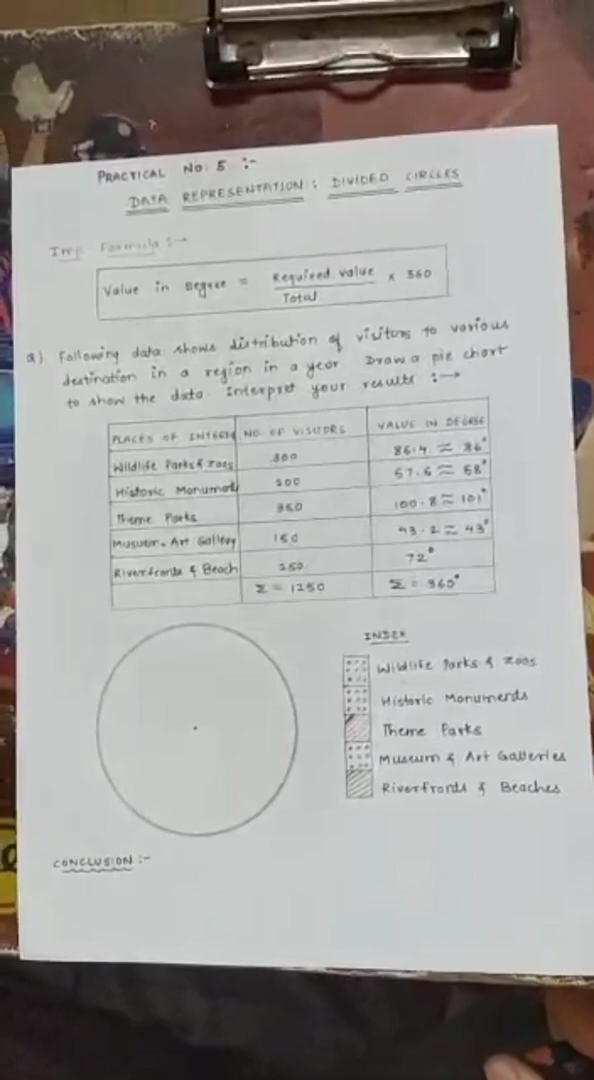 PRACTICAL NO. 5 :-
DATA REPRESENTATION : DIVIDED CIRCLES
Imp. Formula :→
Value in Degree = Required value / Total × 360
Q) Following data shows distribution of visitors to various
destination in a region in a year. Draw a pie chart
to show the data. Interpret your results :→
PLACES OF INTERE NO. OF VISITORS VALUE IN DEGREE
Wildlife Parks & Zoos 300 86.4 ≈ 86°
Historic Monument 200 57.6 ≈ 58°
Theme Parks 350 100.8 ≈ 101°
Musuem. Art Gallery 150 43.2 ≈ 43°
Riverfronts & Beach 250 72°
Σ = 1250 Σ = 360°
INDEX
Wildlife Parks & Zoos
Historic Monuments
Theme Parks
Museum & Art Galleries
Riverfronts & Beaches
CONCLUSION :-